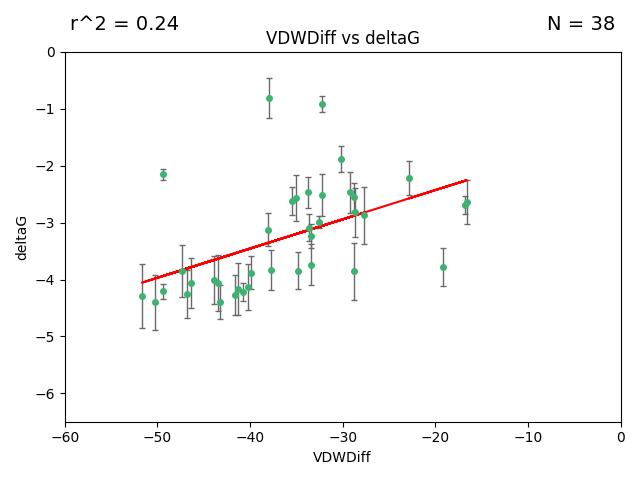 r^2 = 0.24
N = 38
VDWDiff vs deltaG
0
−1
−2
−3
−4
−5
−6
deltaG
−60 −50 −40 −30 −20 −10 0
VDWDiff